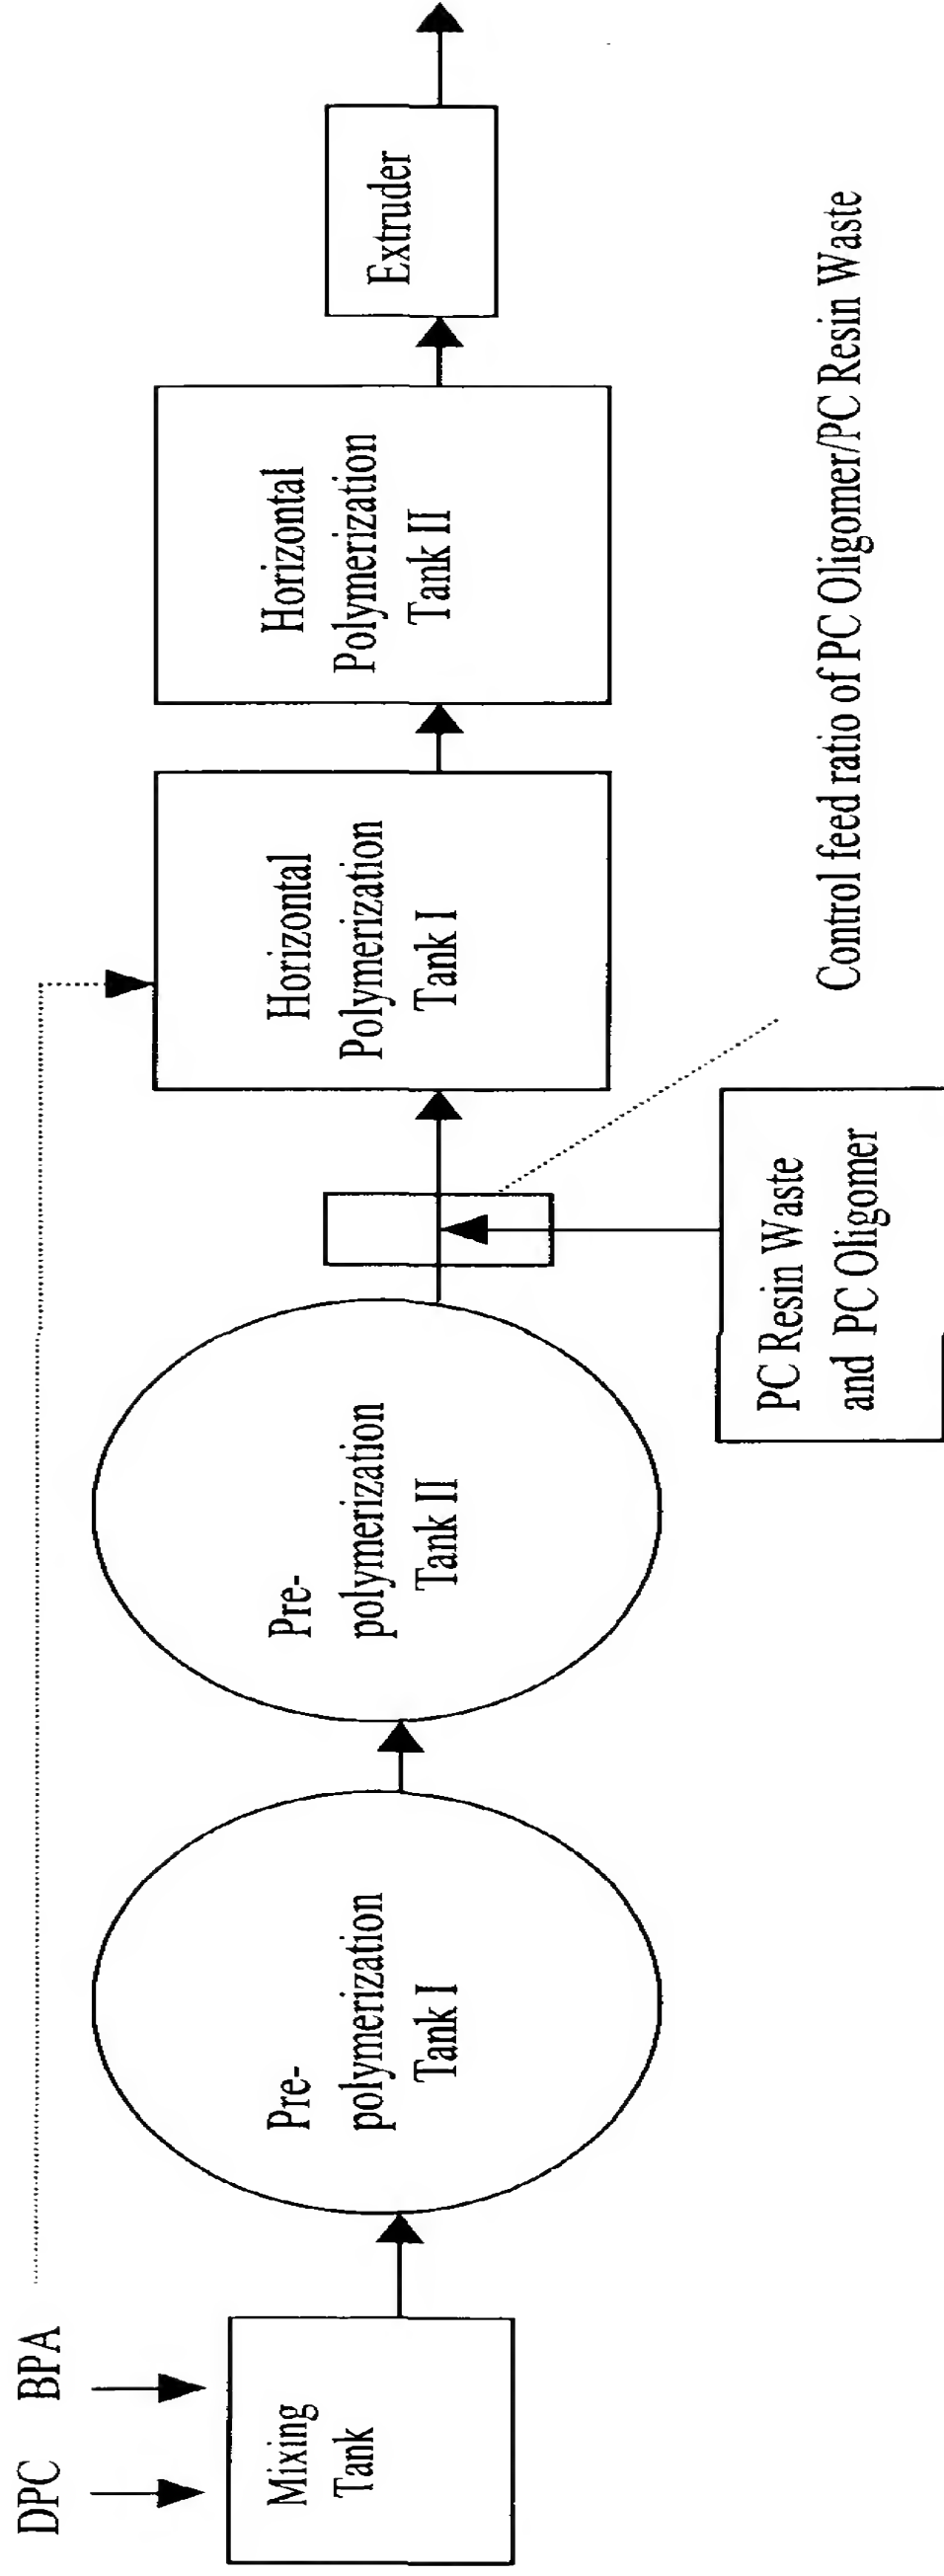 DPC
BPA
Mixing
Tank
Pre-
polymerization
Tank I
Pre-
polymerization
Tank II
PC Resin Waste
and PC Oligomer
Control feed ratio of PC Oligomer/PC Resin Waste
Horizontal
Polymerization
Tank I
Horizontal
Polymerization
Tank II
Extruder